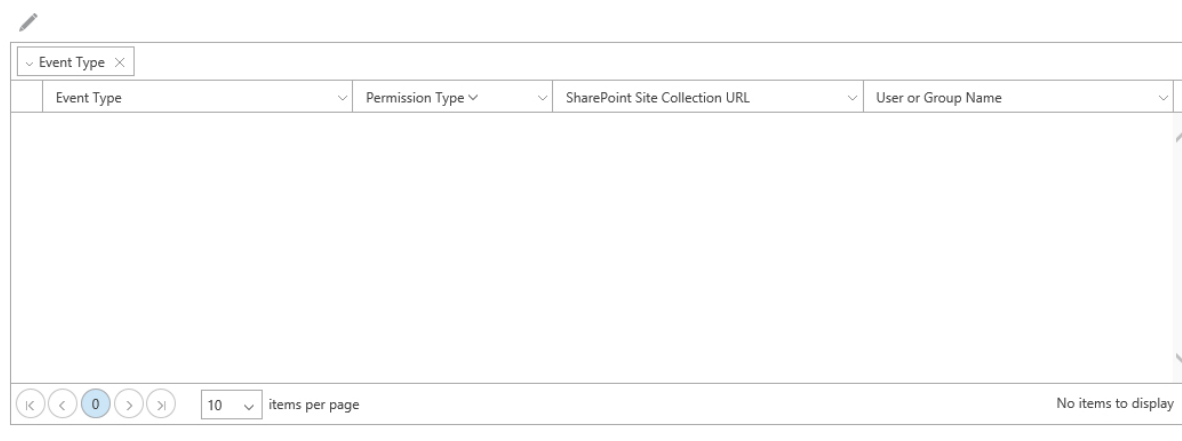 Event Type
Event Type Permission Type SharePoint Site Collection URL User or Group Name
0 10 items per page No items to display